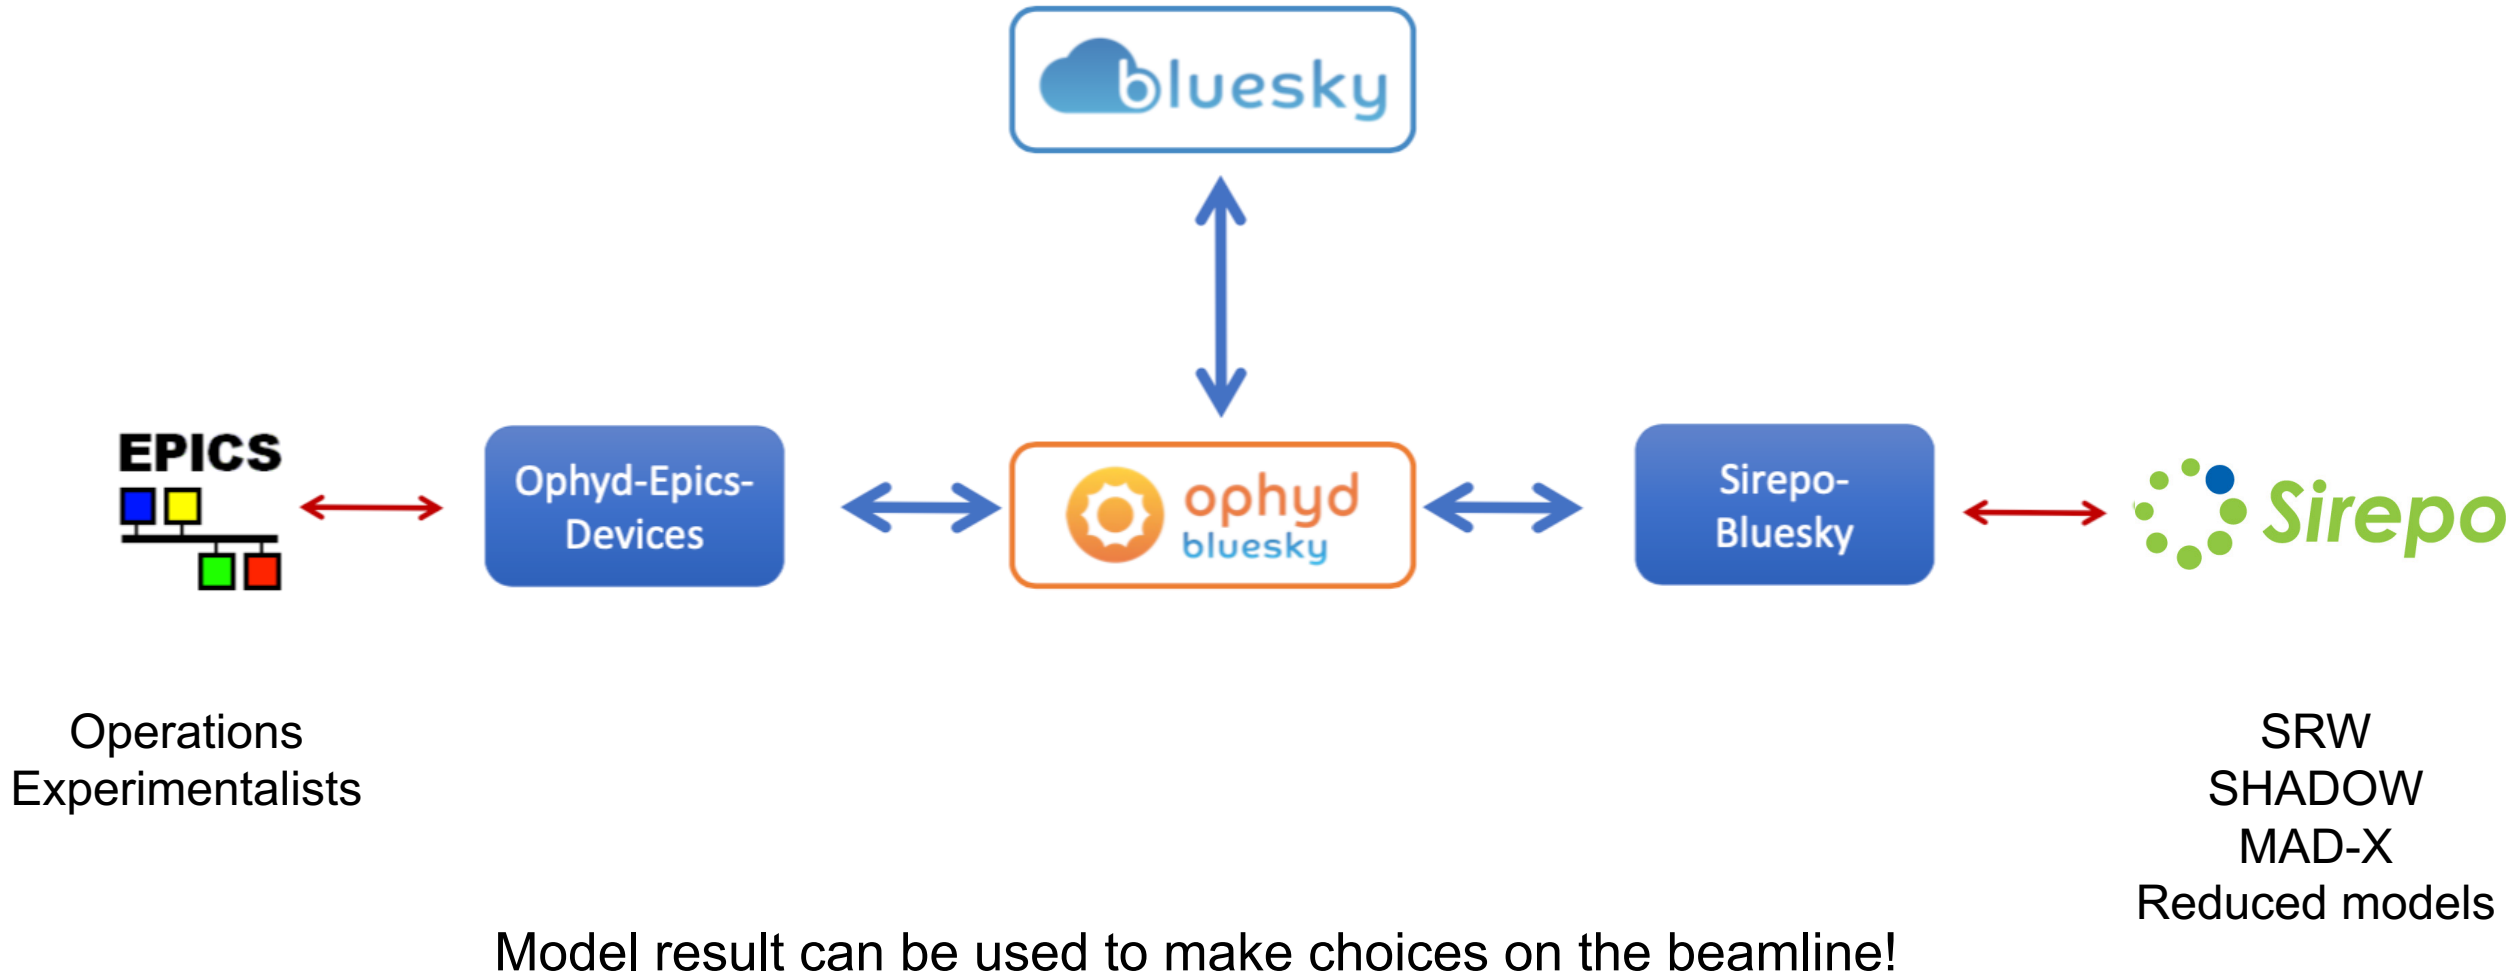 bluesky
EPICS
Ophyd-Epics-
Devices
ophyd
bluesky
Sirepo-
Bluesky
Sirepo
Operations
Experimentalists
SRW
SHADOW
MAD-X
Reduced models
Model result can be used to make choices on the beamline!